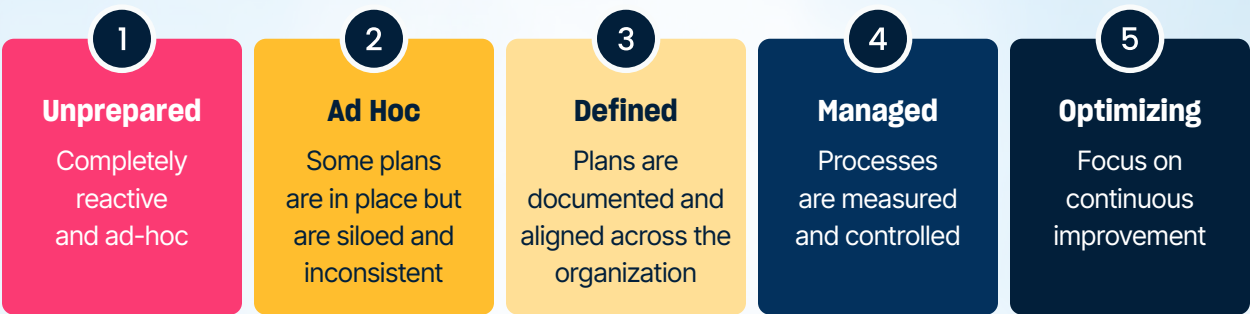 1
Unprepared
Completely
reactive
and ad-hoc
2
Ad Hoc
Some plans
are in place but
are siloed and
inconsistent
3
Defined
Plans are
documented and
aligned across the
organization
4
Managed
Processes
are measured
and controlled
5
Optimizing
Focus on
continuous
improvement